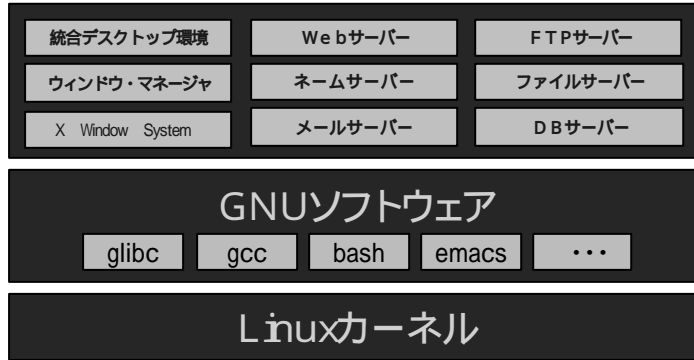 統合デスクトップ環境 Webサーバー FTPサーバー
ウィンドウ・マネージャ ネームサーバー ファイルサーバー
X Window System メールサーバー DBサーバー
GNUソフトウェア
glibc gcc bash emacs ・・・
Linuxカーネル